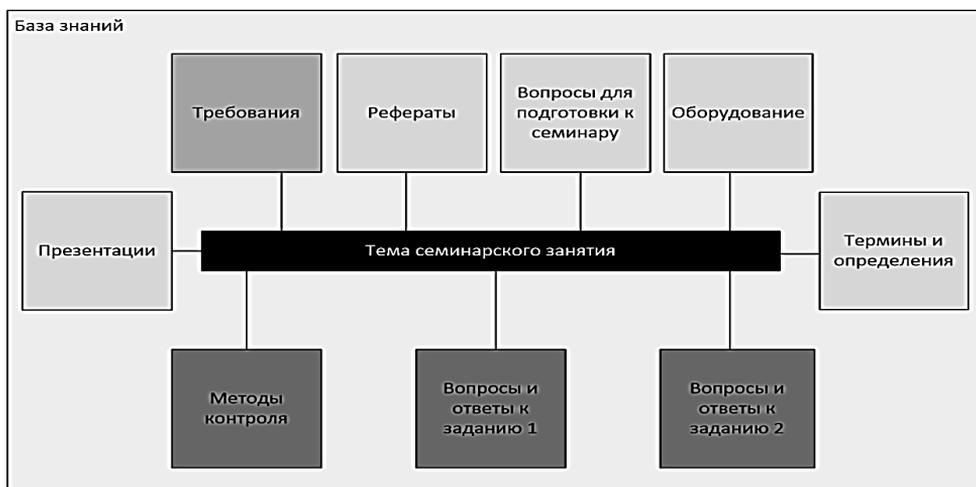 База знаний
Требования
Рефераты
Вопросы для
подготовки к
семинару
Оборудование
Презентации
Тема семинарского занятия
Термины и
определения
Методы
контроля
Вопросы и
ответы к
заданию 1
Вопросы и
ответы к
заданию 2